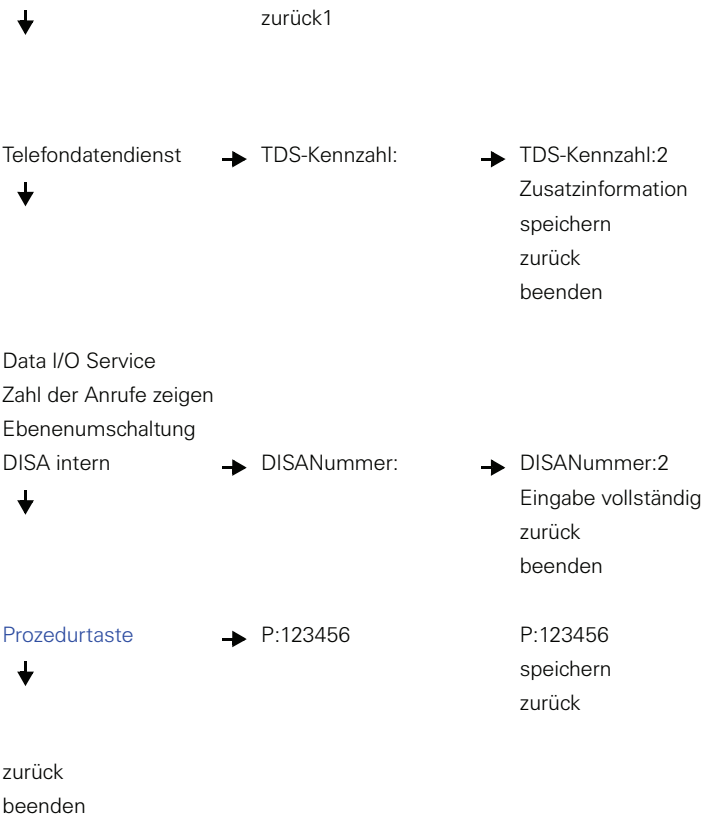 zurück1
Telefondatendienst TDS-Kennzahl: TDS-Kennzahl:2
Zusatzinformation
speichern
zurück
beenden
Data I/O Service
Zahl der Anrufe zeigen
Ebenenumschaltung
DISA intern DISANummer: DISANummer:2
Eingabe vollständig
zurück
beenden
Prozedurtaste P:123456 P:123456
speichern
zurück
zurück
beenden